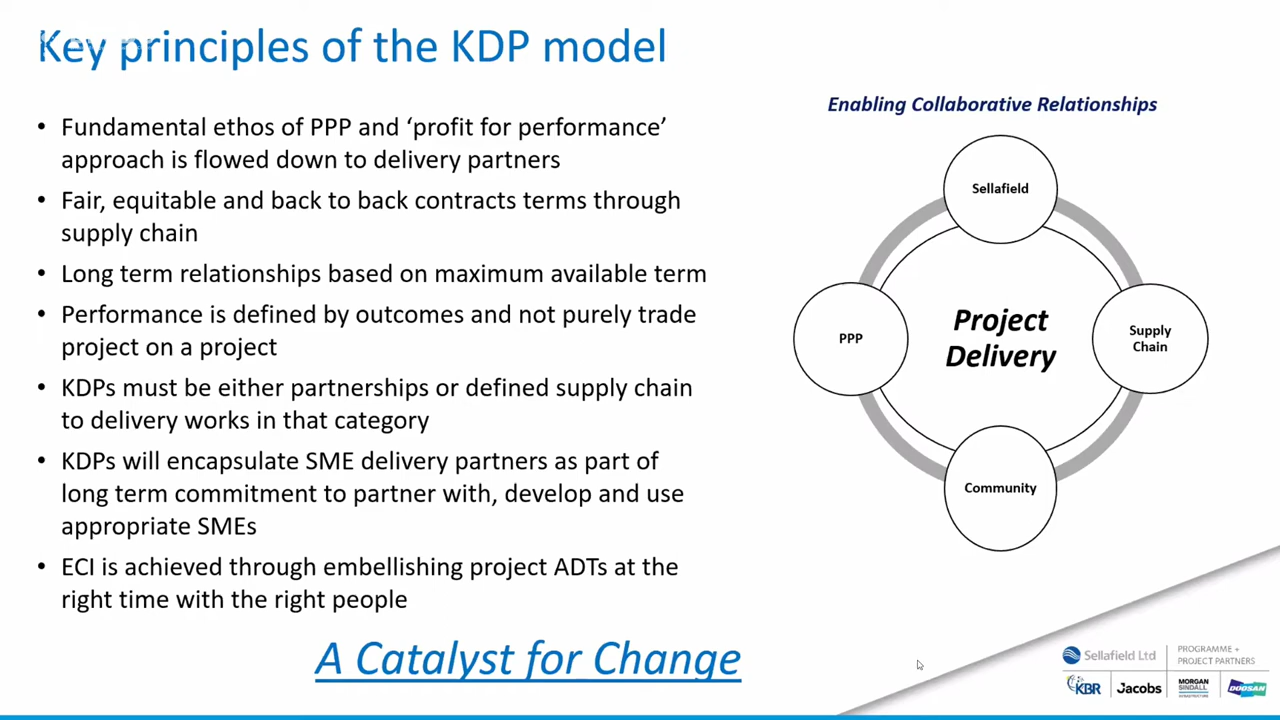 Key principles of the KDP model
• Fundamental ethos of PPP and ‘profit for performance’
approach is flowed down to delivery partners
• Fair, equitable and back to back contracts terms through
supply chain
• Long term relationships based on maximum available term
• Performance is defined by outcomes and not purely trade
project on a project
• KDPs must be either partnerships or defined supply chain
to delivery works in that category
• KDPs will encapsulate SME delivery partners as part of
long term commitment to partner with, develop and use
appropriate SMEs
• ECI is achieved through embellishing project ADTs at the
right time with the right people
A Catalyst for Change
Enabling Collaborative Relationships
Sellafield
PPP
Project
Delivery
Supply
Chain
Community
Sellafield Ltd
PROGRAMME +
PROJECT PARTNERS
KBR
Jacobs
MORGAN
SINDALL
INFRASTRUCTURE
DOOSAN